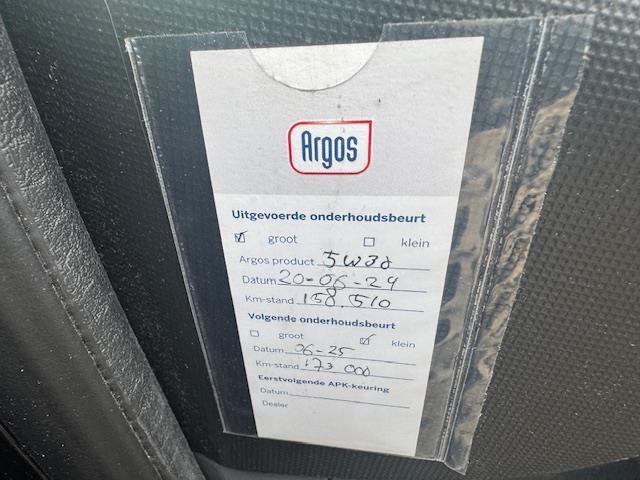 Argos
Uitgevoerde onderhoudsbeurt
groot klein
Argos product 5W30
Datum 20-06-24
Km-stand 158.510
Volgende onderhoudsbeurt
groot klein
Datum 06-25
Km-stand 173 000
Eerstvolgende APK-keuring
Datum
Dealer